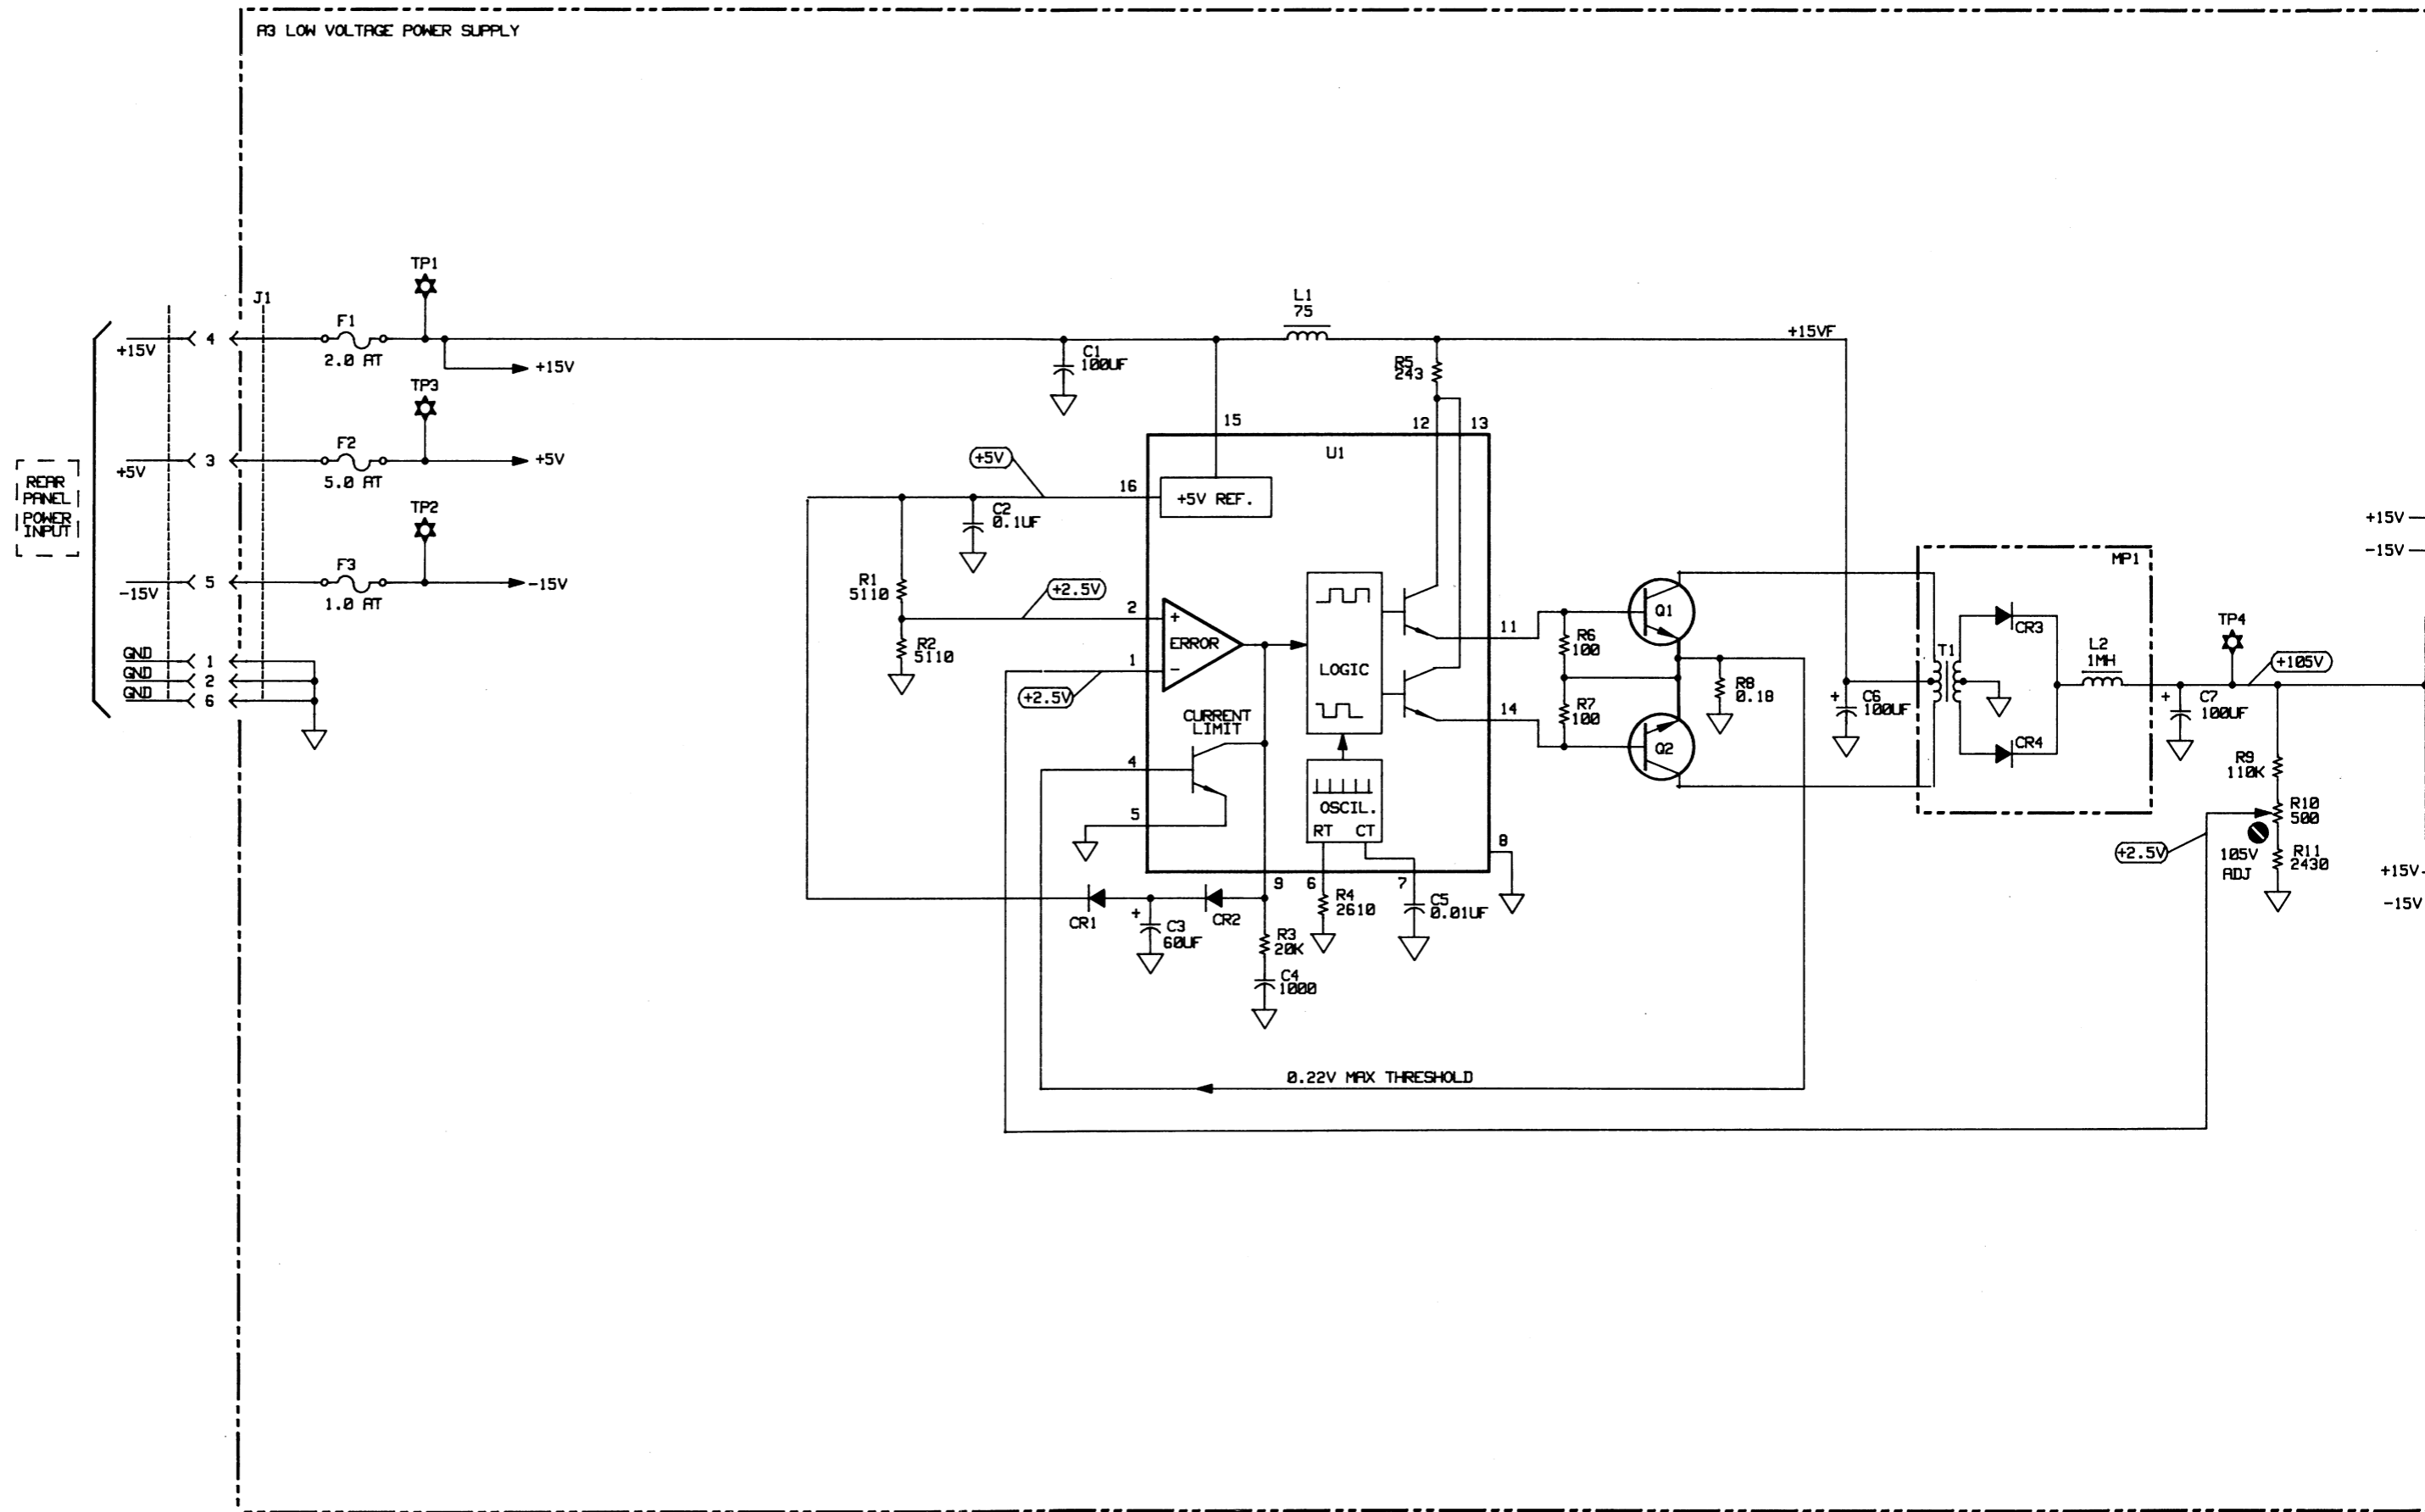 A3 LOW VOLTAGE POWER SUPPLY
TP1
J1
F1
+15V
4
2.0 AT
+15V
TP3
F2
+5V
3
5.0 AT
+5V
TP2
F3
-15V
5
1.0 AT
-15V
GND
1
GND
2
GND
6
REAR
PANEL
POWER
INPUT
C1
100UF
L1
75
+15VF
R5
243
15
12
13
U1
+5V
16
+5V REF.
C2
0.1UF
R1
5110
+2.5V
2
+
ERROR
-
R2
5110
1
+2.5V
LOGIC
11
14
CURRENT
LIMIT
4
5
OSCIL.
RT CT
8
9
6
7
CR1
+
C3
60UF
CR2
R3
20K
C4
1000
R4
2610
C5
0.01UF
Q1
R6
100
R7
100
Q2
R8
0.18
+
C6
100UF
MP1
T1
CR3
CR4
L2
1MH
TP4
+105V
+
C7
100UF
R9
110K
R10
500
+2.5V
105V
ADJ
R11
2430
+15V
-15V
+15V
-15V
0.22V MAX THRESHOLD